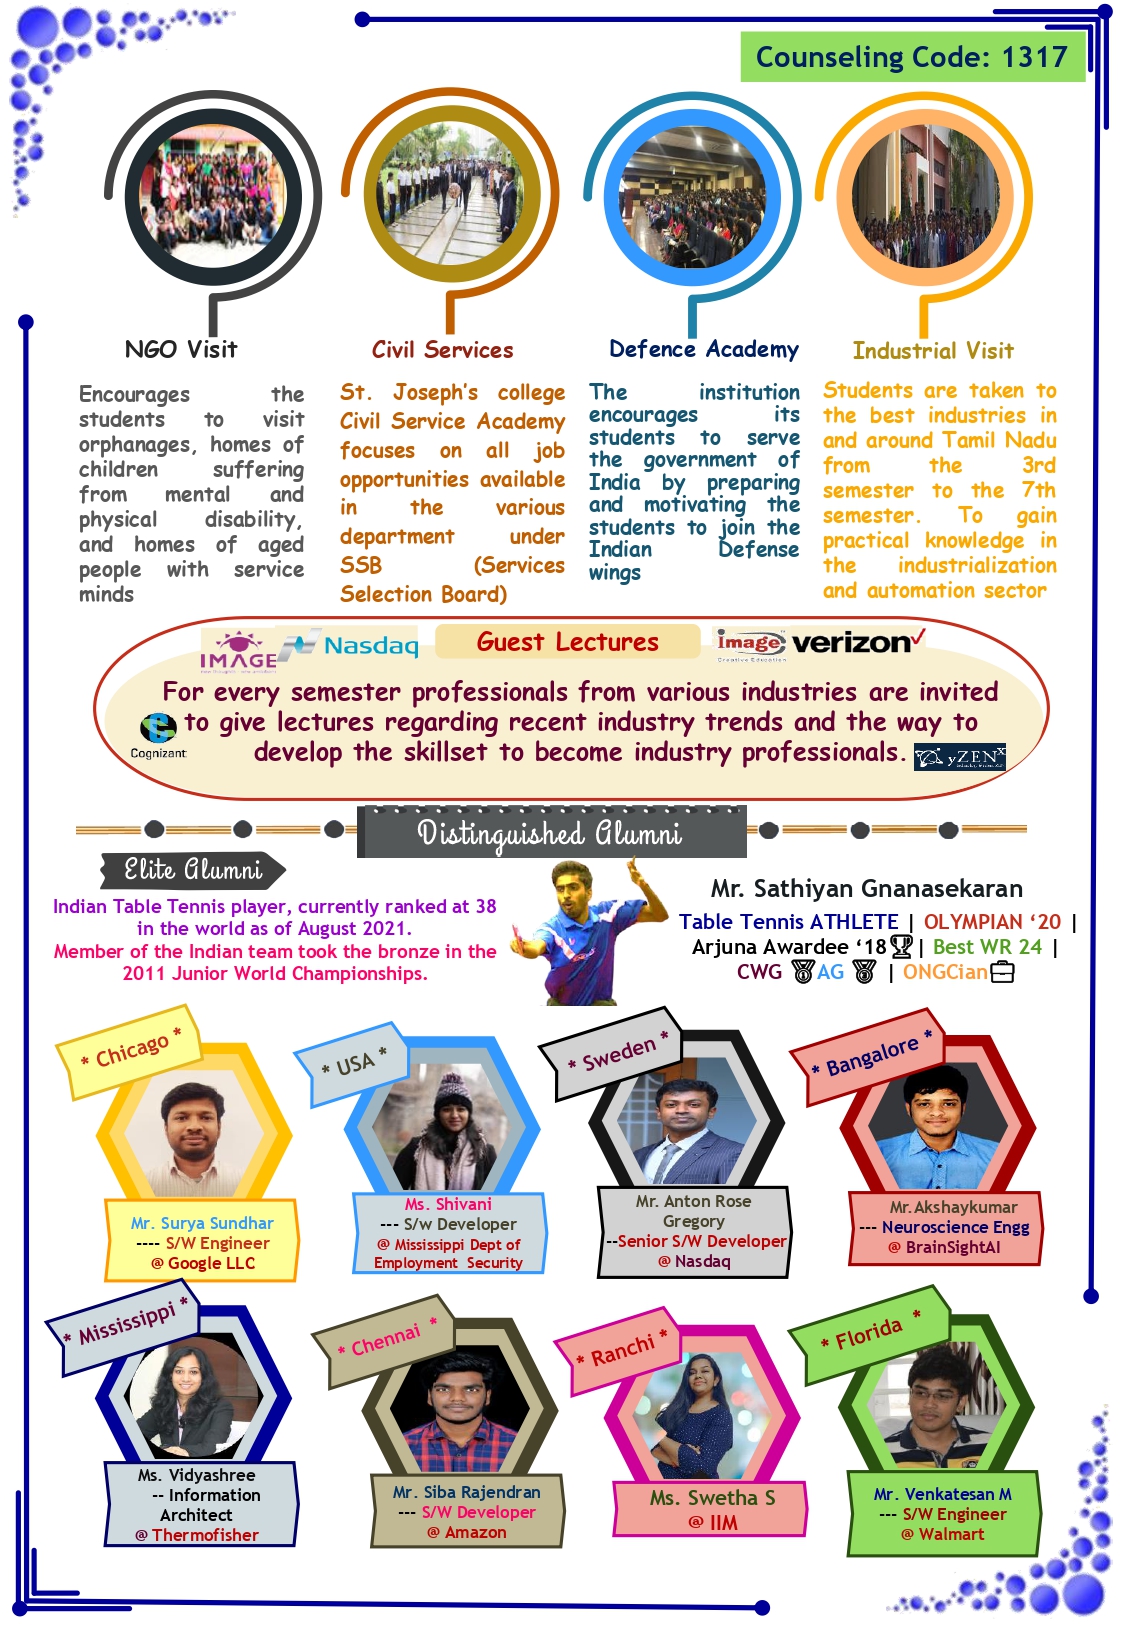 Counseling Code: 1317
NGO Visit
Encourages the
students to visit
orphanages, homes of
children suffering
from mental and
physical disability,
and homes of aged
people with service
minds
Civil Services
St. Joseph's college
Civil Service Academy
focuses on all job
opportunities available
in the various
department under
SSB (Services
Selection Board)
Defence Academy
The institution
encourages its
students to serve
the government of
India by preparing
and motivating the
students to join the
Indian Defense
wings
Industrial Visit
Students are taken to
the best industries in
and around Tamil Nadu
from the 3rd
semester to the 7th
semester. To gain
practical knowledge in
the industrialization
and automation sector
IMAGE
Nasdaq
Guest Lectures
image
Creative Education
verizon
For every semester professionals from various industries are invited
to give lectures regarding recent industry trends and the way to
develop the skillset to become industry professionals.
Cognizant
yZENx
Distinguished Alumni
Elite Alumni
Indian Table Tennis player, currently ranked at 38
in the world as of August 2021.
Member of the Indian team took the bronze in the
2011 Junior World Championships.
Mr. Sathiyan Gnanasekaran
Table Tennis ATHLETE | OLYMPIAN ‘20 |
Arjuna Awardee ‘18 | Best WR 24 |
CWG AG | ONGCian
* Chicago *
Mr. Surya Sundhar
---- S/W Engineer
@ Google LLC
* USA *
Ms. Shivani
--- S/w Developer
@ Mississippi Dept of
Employment Security
* Sweden *
Mr. Anton Rose
Gregory
--Senior S/W Developer
@ Nasdaq
* Bangalore *
Mr.Akshaykumar
--- Neuroscience Engg
@ BrainSightAI
* Mississippi *
Ms. Vidyashree
-- Information
Architect
@ Thermofisher
* Chennai *
Mr. Siba Rajendran
--- S/W Developer
@ Amazon
* Ranchi *
Ms. Swetha S
@ IIM
* Florida *
Mr. Venkatesan M
--- S/W Engineer
@ Walmart